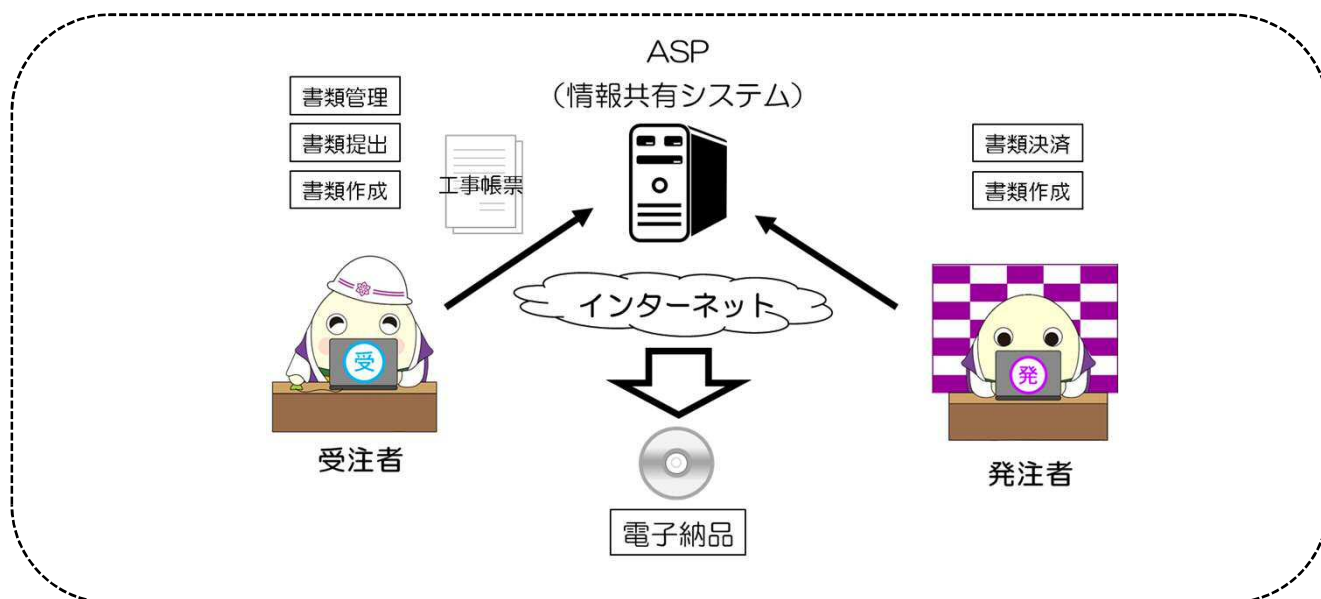 ASP
（情報共有システム）
書類管理
書類提出
書類作成
工事帳票
書類決済
書類作成
インターネット
受
発
受注者
発注者
電子納品